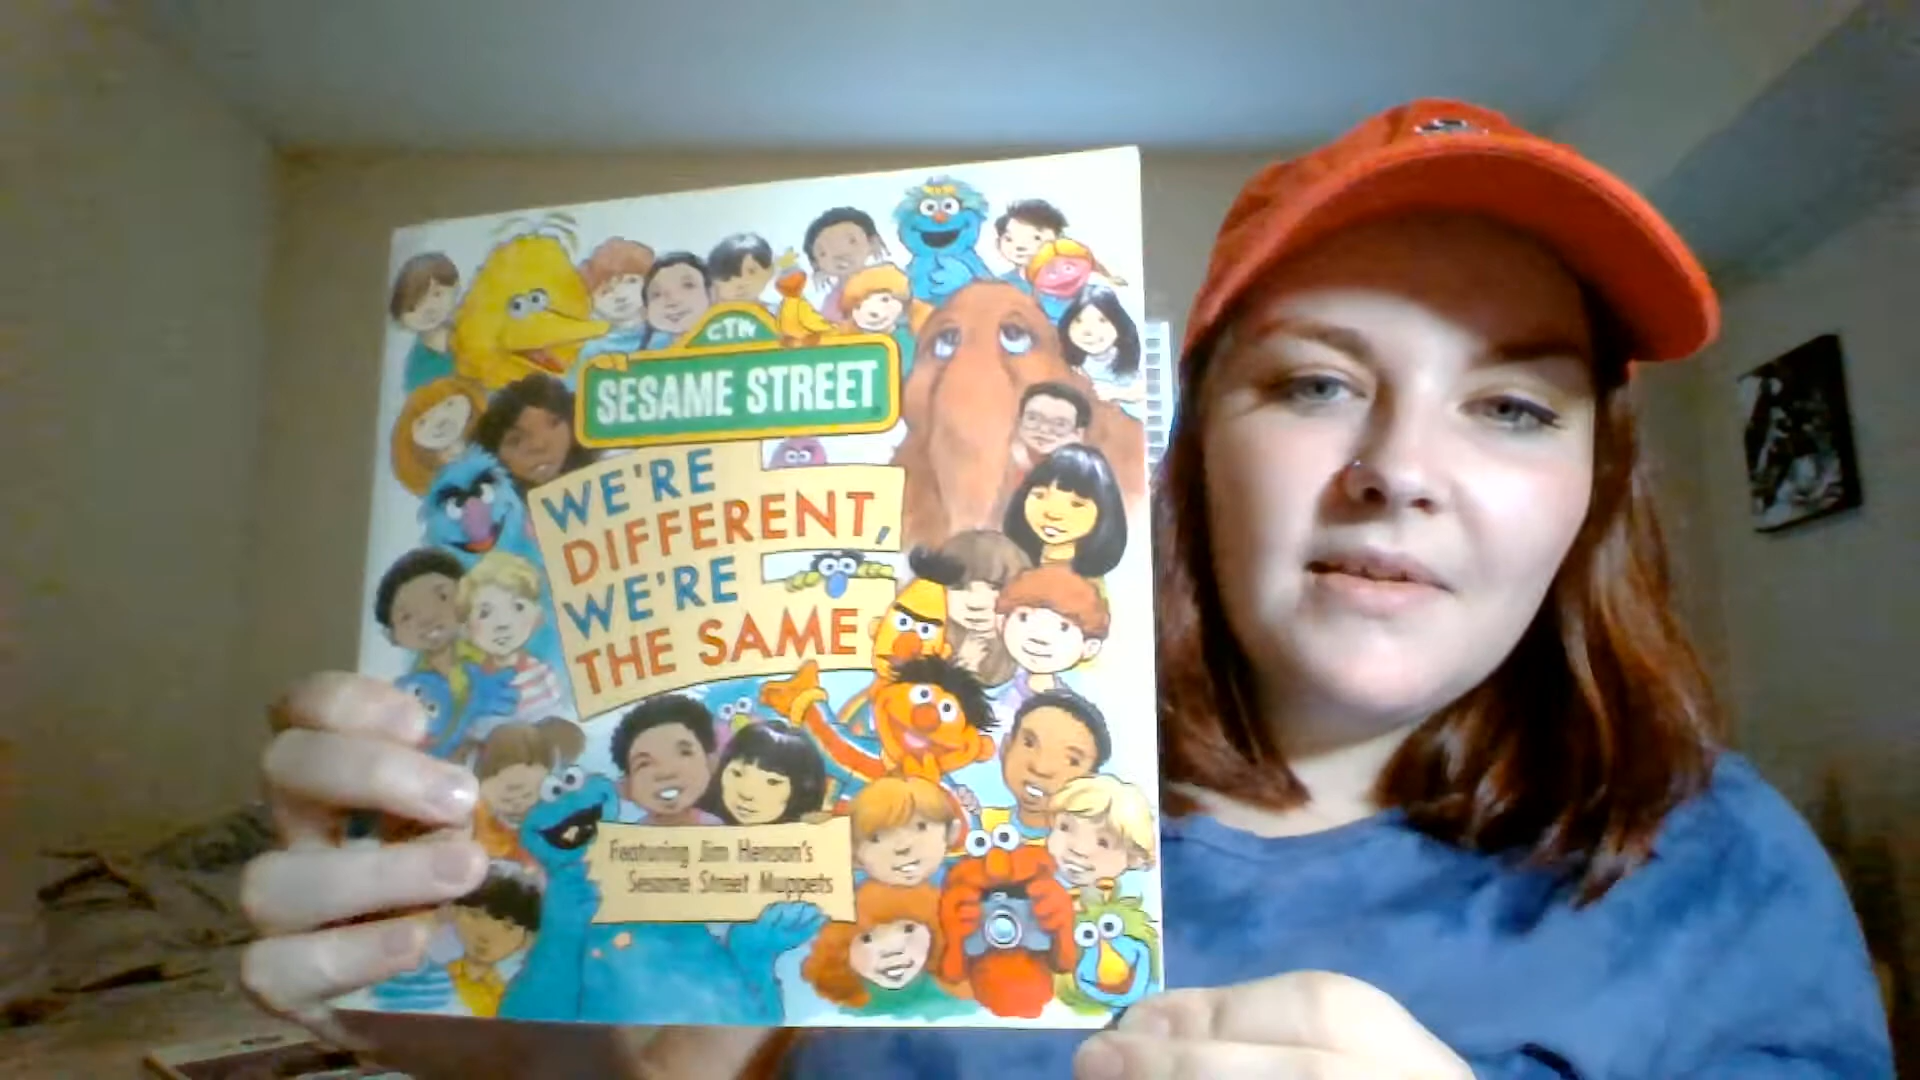 CTW
SESAME STREET
WE'RE
DIFFERENT,
WE'RE
THE SAME
Featuring Jim Henson's
Sesame Street Muppets